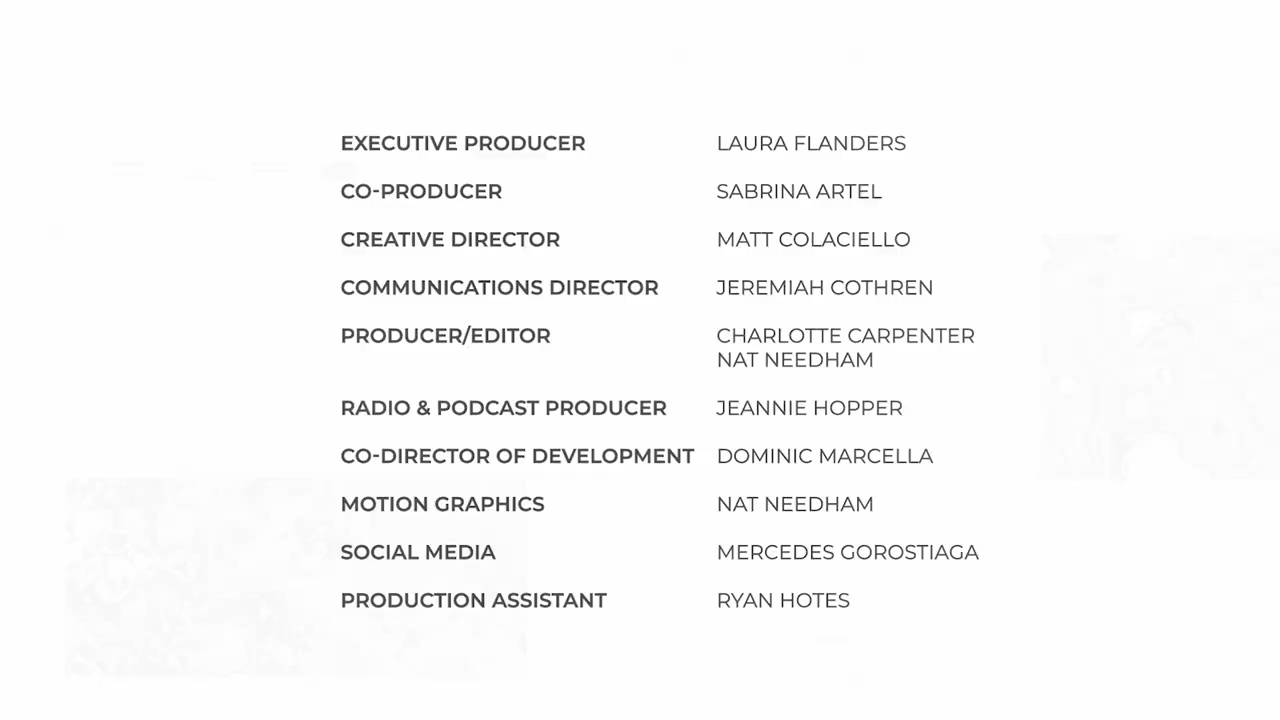 EXECUTIVE PRODUCER LAURA FLANDERS
CO-PRODUCER SABRINA ARTEL
CREATIVE DIRECTOR MATT COLACIELLO
COMMUNICATIONS DIRECTOR JEREMIAH COTHREN
PRODUCER/EDITOR CHARLOTTE CARPENTER
NAT NEEDHAM
RADIO & PODCAST PRODUCER JEANNIE HOPPER
CO-DIRECTOR OF DEVELOPMENT DOMINIC MARCELLA
MOTION GRAPHICS NAT NEEDHAM
SOCIAL MEDIA MERCEDES GOROSTIAGA
PRODUCTION ASSISTANT RYAN HOTES